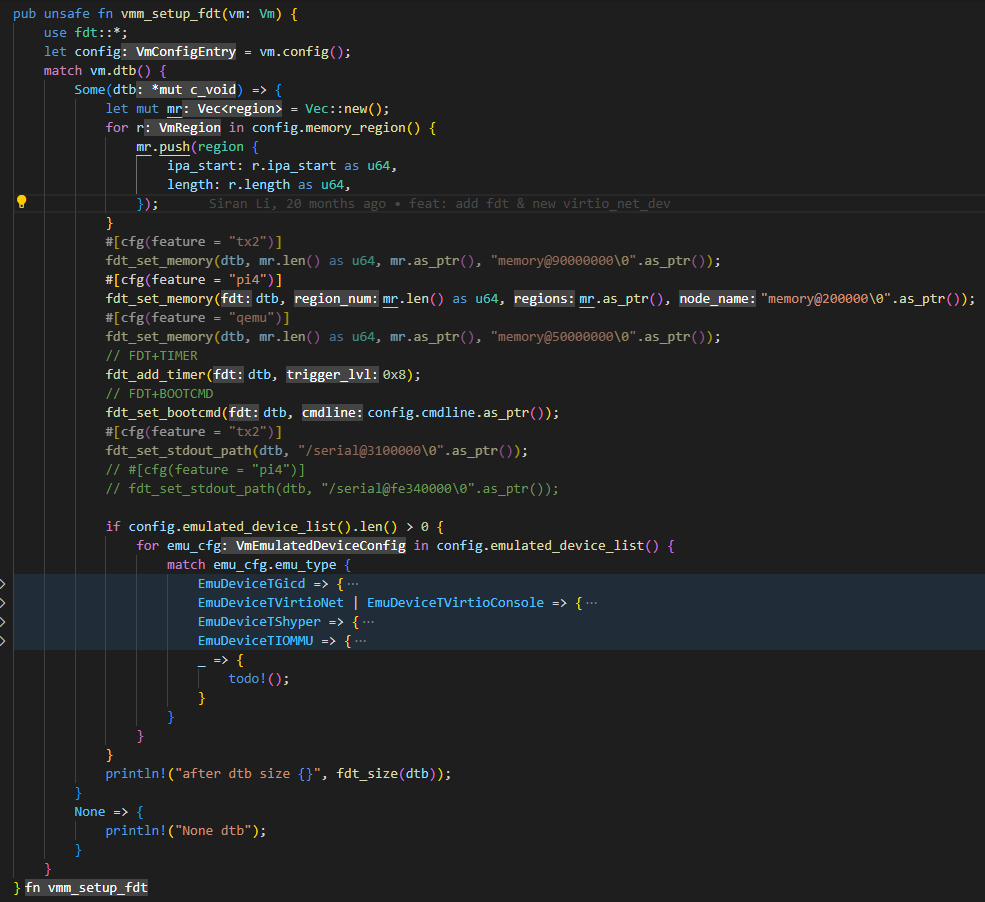 pub unsafe fn vmm_setup_fdt(vm: Vm) {
    use fdt::*;
    let config: VmConfigEntry = vm.config();
    match vm.dtb() {
        Some(dtb: *mut c_void) => {
            let mut mr: Vec<region> = Vec::new();
            for r: VmRegion in config.memory_region() {
                mr.push(region {
                    ipa_start: r.ipa_start as u64,
                    length: r.length as u64,
                });     Siran Li, 20 months ago • feat: add fdt & new virtio_net_dev
            }
            #[cfg(feature = "tx2")]
            fdt_set_memory(dtb, mr.len() as u64, mr.as_ptr(), "memory@90000000\0".as_ptr());
            #[cfg(feature = "pi4")]
            fdt_set_memory(fdt: dtb, region_num: mr.len() as u64, regions: mr.as_ptr(), node_name: "memory@200000\0".as_ptr());
            #[cfg(feature = "qemu")]
            fdt_set_memory(dtb, mr.len() as u64, mr.as_ptr(), "memory@50000000\0".as_ptr());
            // FDT+TIMER
            fdt_add_timer(fdt: dtb, trigger_lvl: 0x8);
            // FDT+BOOTCMD
            fdt_set_bootcmd(fdt: dtb, cmdline: config.cmdline.as_ptr());
            #[cfg(feature = "tx2")]
            fdt_set_stdout_path(dtb, "/serial@3100000\0".as_ptr());
            // #[cfg(feature = "pi4")]
            // fdt_set_stdout_path(dtb, "/serial@fe340000\0".as_ptr());

            if config.emulated_device_list().len() > 0 {
                for emu_cfg: VmEmulatedDeviceConfig in config.emulated_device_list() {
                    match emu_cfg.emu_type {
                        EmuDeviceTGicd => {⋯
                        EmuDeviceTVirtioNet | EmuDeviceTVirtioConsole => {⋯
                        EmuDeviceTShyper => {⋯
                        EmuDeviceTIOMMU => {⋯
                        _ => {
                            todo!();
                        }
                    }
                }
            }
            println!("after dtb size {}", fdt_size(dtb));
        }
        None => {
            println!("None dtb");
        }
    }
} fn vmm_setup_fdt